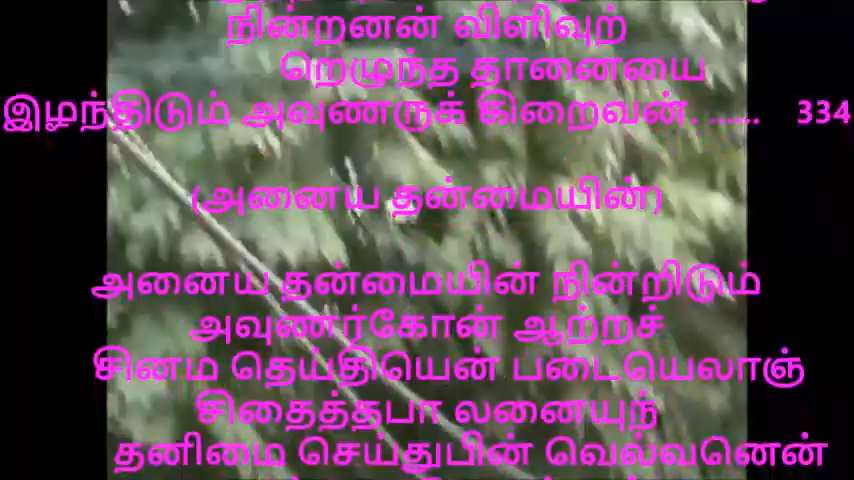 நின்றனன் விளிவுற்
றெழுந்த தானையை
இழந்திடும் அவுணருக் கிறைவன். ...... 334
(அனைய தன்மையின்)
அனைய தன்மையின் நின்றிடும்
அவுணர்கோன் ஆற்றச்
சினம தெய்தியென் படையெலாஞ்
சிதைத்தபா லனையுந்
தனிமை செய்துபின் வெல்வனென்